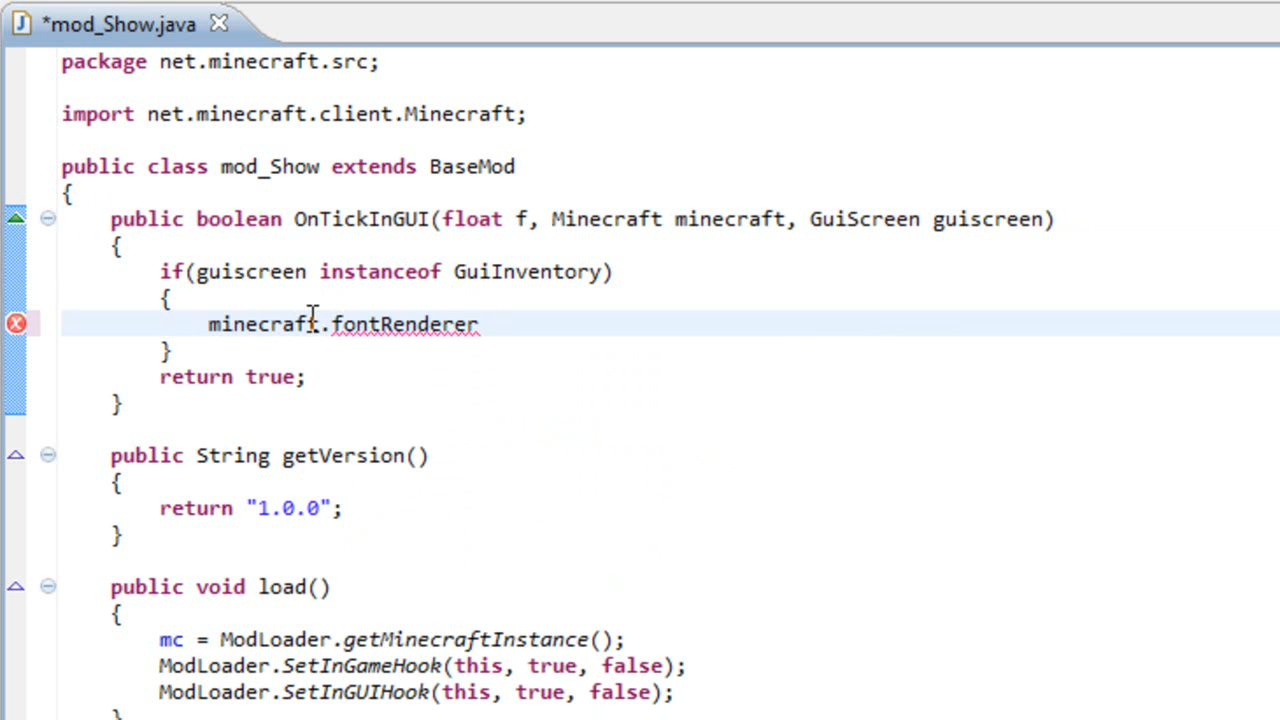 *mod_Show.java
package net.minecraft.src;
import net.minecraft.client.Minecraft;
public class mod_Show extends BaseMod
{
public boolean OnTickInGUI(float f, Minecraft minecraft, GuiScreen guiscreen)
{
if(guiscreen instanceof GuiInventory)
{
minecraft.fontRenderer
}
return true;
}
public String getVersion()
{
return "1.0.0";
}
public void load()
{
mc = ModLoader.getMinecraftInstance();
ModLoader.SetInGameHook(this, true, false);
ModLoader.SetInGUIHook(this, true, false);
}